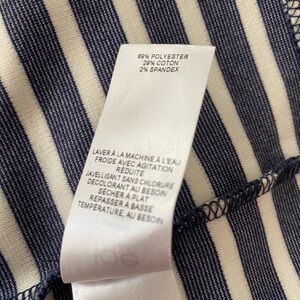 69% POLYESTER
29% COTON
2% SPANDEX
LAVER À LA MACHINE À L'EAU
FROIDE AVEC AGITATION
RÉDUITE
JAVELLISANT SANS CHLORURE
DECOLORANT AU BESOIN
SÉCHER À PLAT
REPASSER À BASSE
TEMPÉRATURE, AU BESOIN